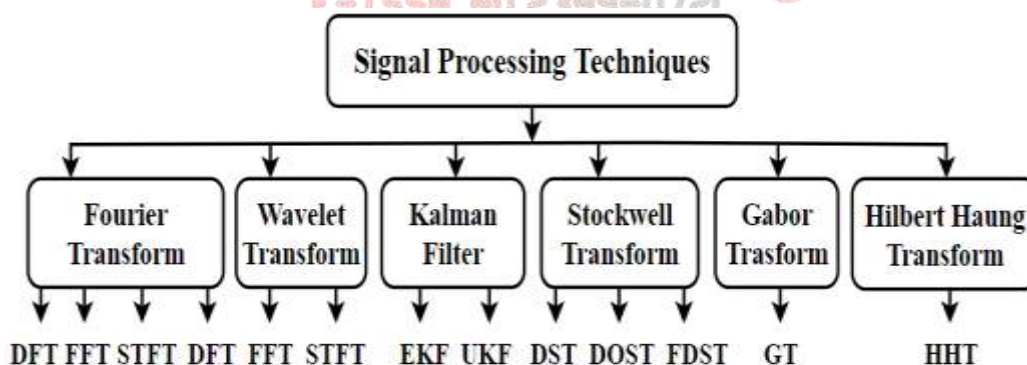 Signal Processing Techniques
Fourier
Transform
Wavelet
Transform
Kalman
Filter
Stockwell
Transform
Gabor
Trasform
Hilbert Haung
Transform
DFT FFT STFT DFT FFT STFT EKF UKF DST DOST FDST GT HHT